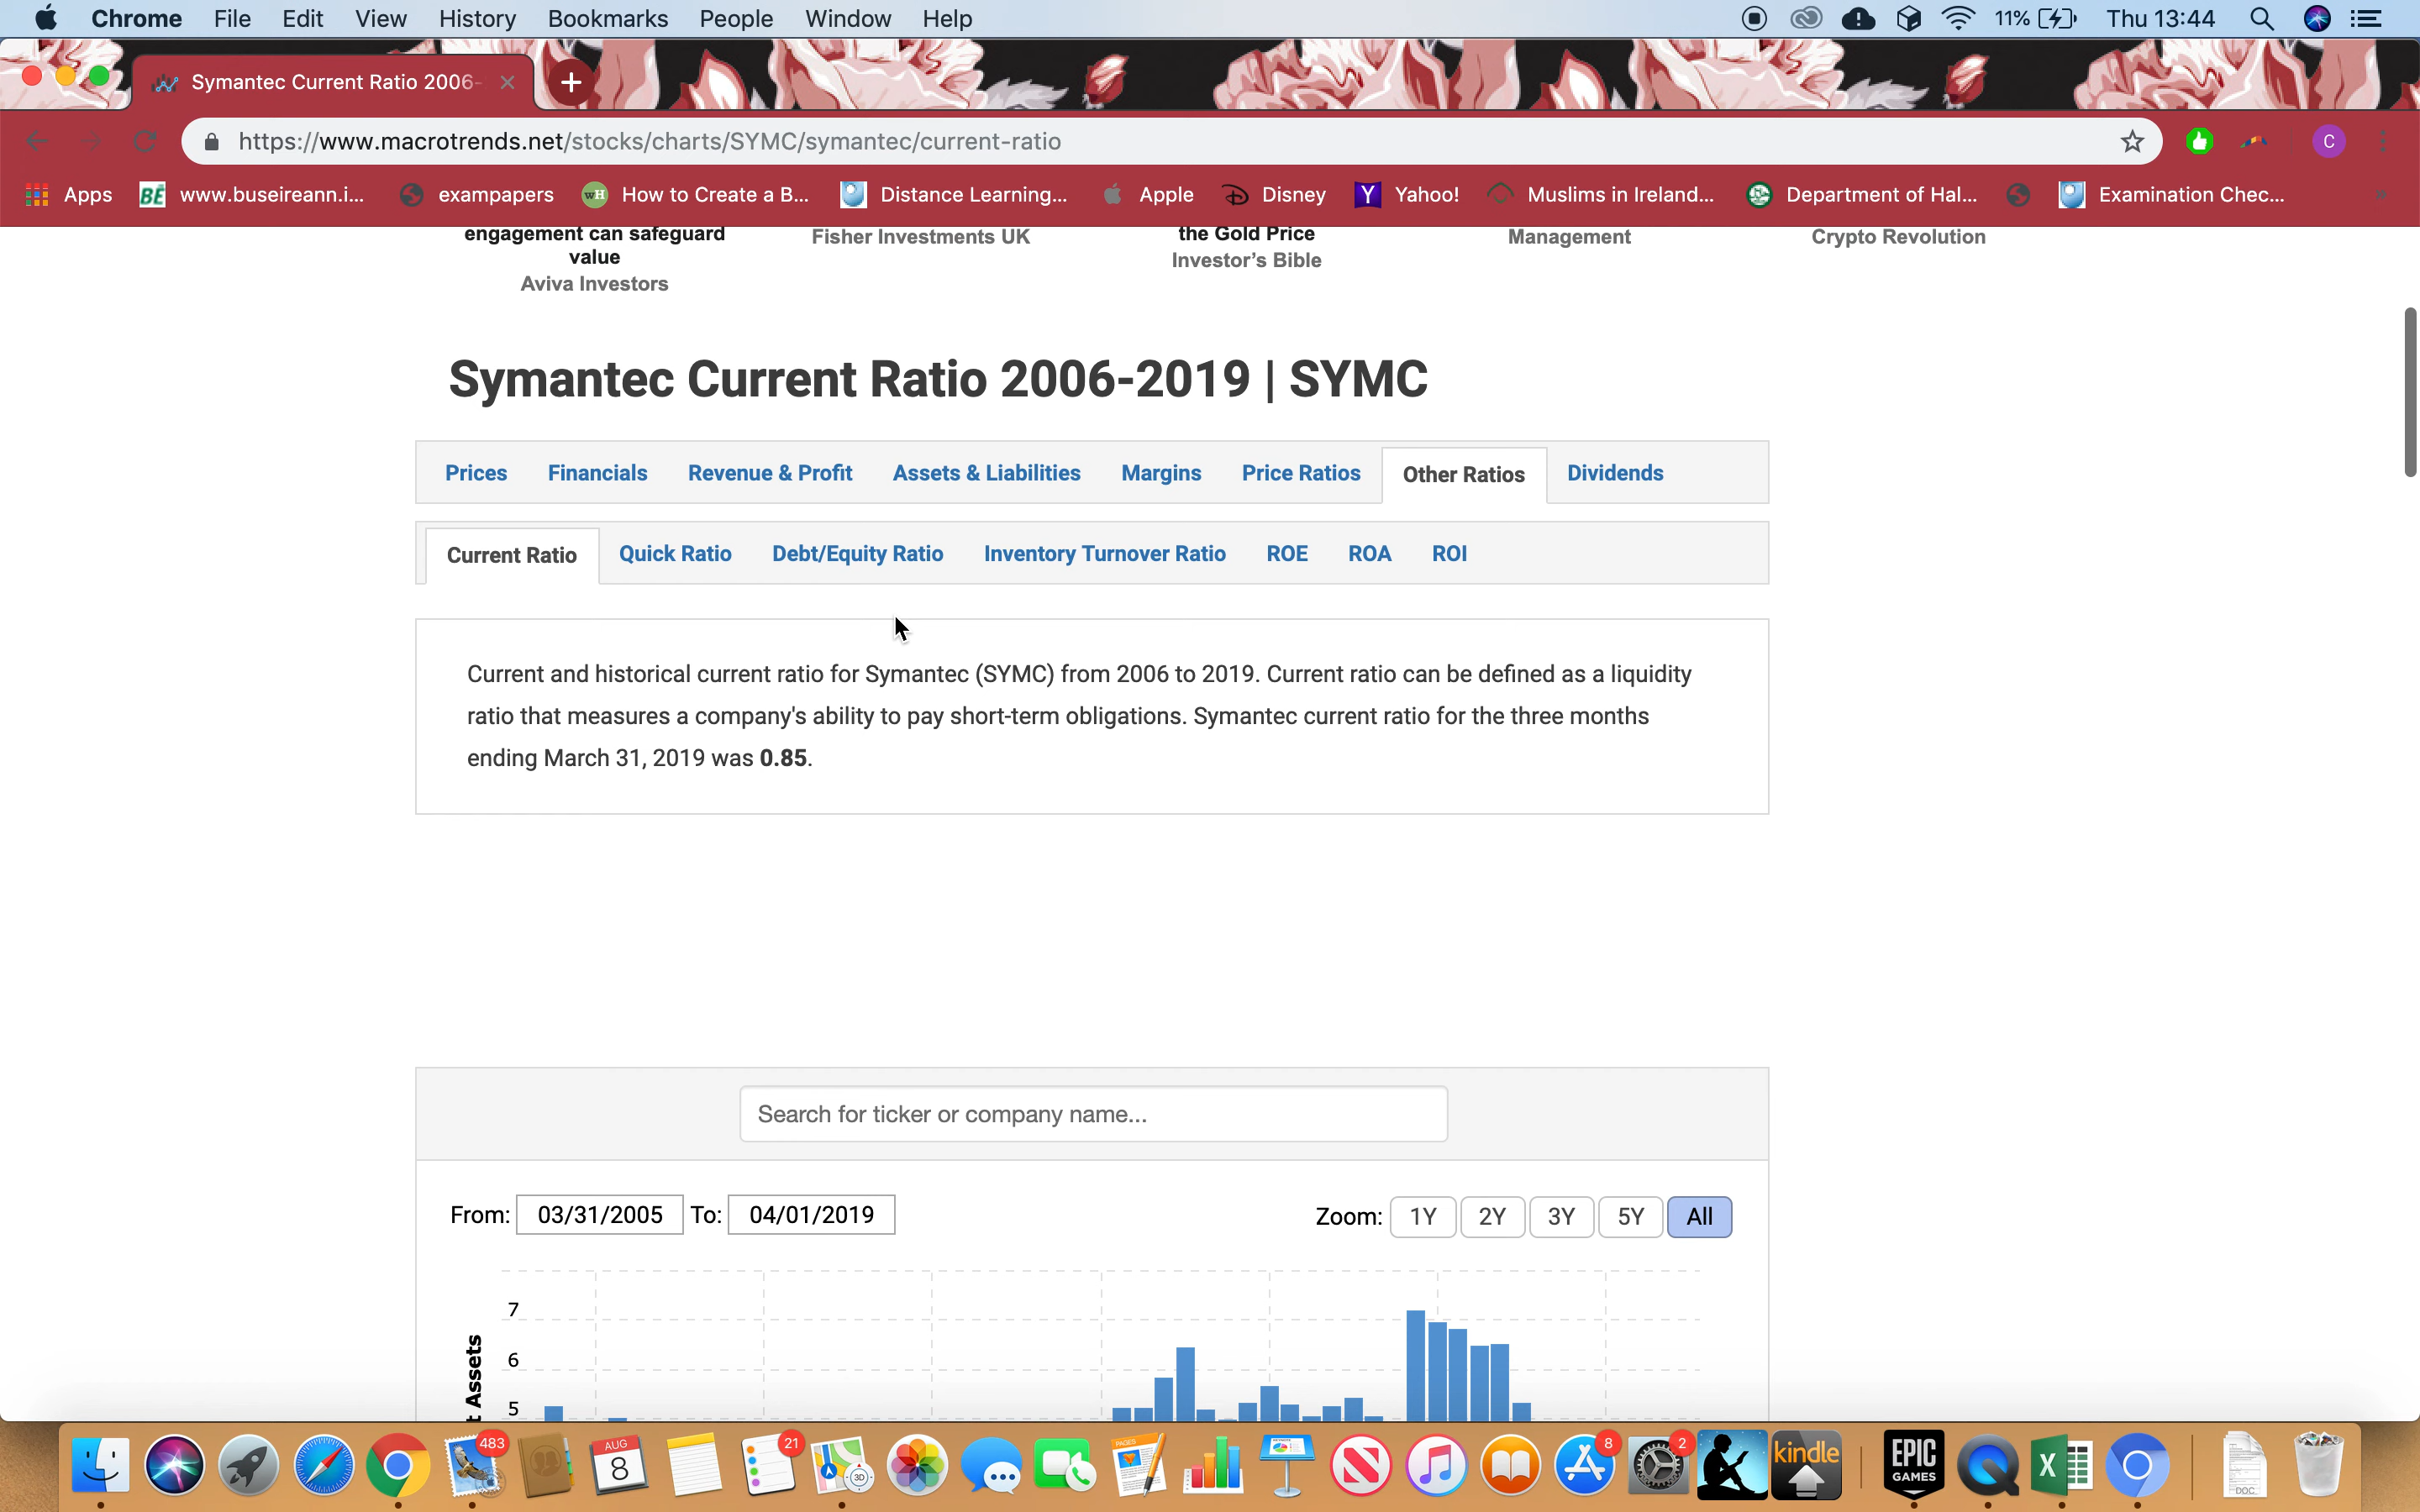 Chrome File Edit View History Bookmarks People Window Help 11% Thu 13:44
Symantec Current Ratio 2006-
https://www.macrotrends.net/stocks/charts/SYMC/symantec/current-ratio
C
Apps BÉ www.buseireann.i... exampapers wH How to Create a B... Distance Learning... Apple Disney Y Yahoo! Muslims in Ireland... Department of Hal... Examination Chec...
engagement can safeguard
value
Aviva Investors
Fisher Investments UK
the Gold Price
Investor's Bible
Management
Crypto Revolution
Symantec Current Ratio 2006-2019 | SYMC
Prices Financials Revenue & Profit Assets & Liabilities Margins Price Ratios Other Ratios Dividends
Current Ratio Quick Ratio Debt/Equity Ratio Inventory Turnover Ratio ROE ROA ROI
Current and historical current ratio for Symantec (SYMC) from 2006 to 2019. Current ratio can be defined as a liquidity
ratio that measures a company's ability to pay short-term obligations. Symantec current ratio for the three months
ending March 31, 2019 was 0.85.
Search for ticker or company name...
From: 03/31/2005 To: 04/01/2019 Zoom: 1Y 2Y 3Y 5Y All
7
6
5
t Assets
483
AUG
8
21
3D
PAGES
8
2
kindle
EPIC
GAMES
X
DOC